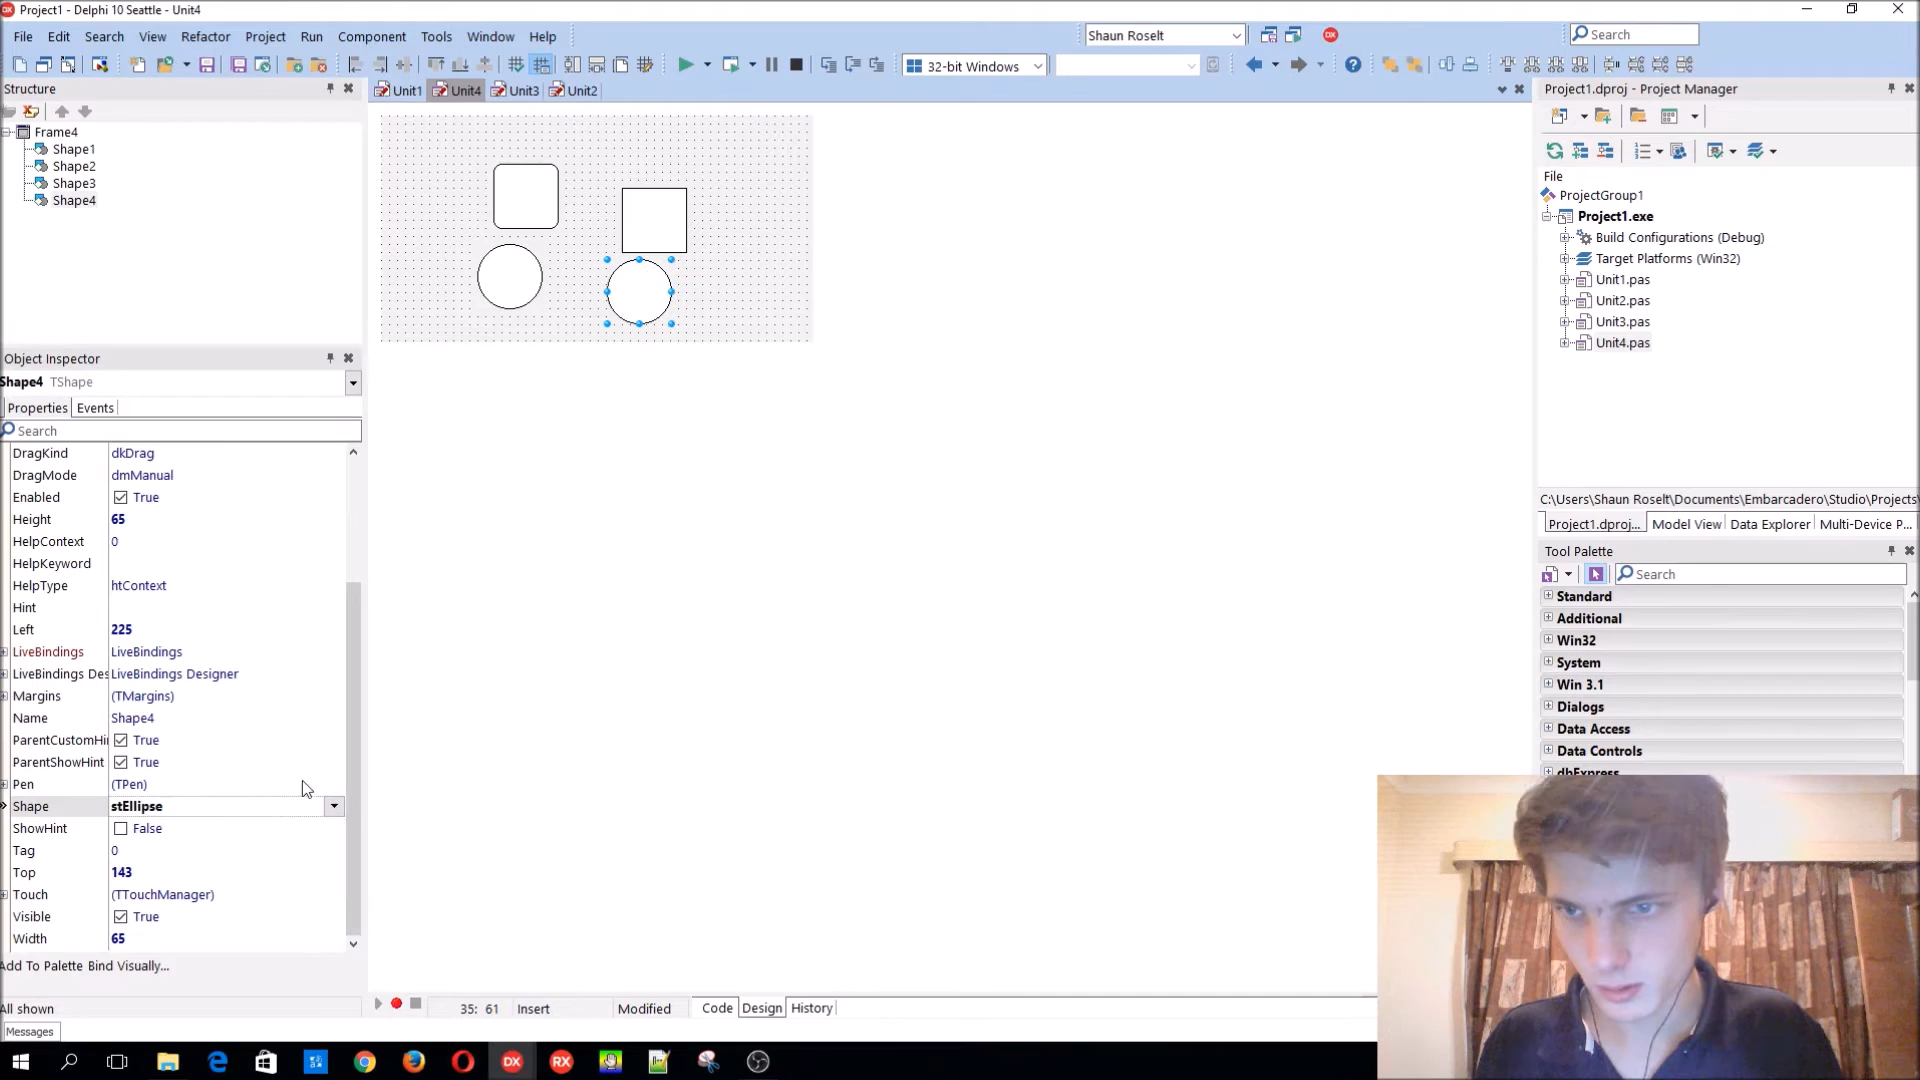 Project1 - Delphi 10 Seattle - Unit4
File Edit Search View Refactor Project Run Component Tools Window Help
Shaun Roselt
Search
32-bit Windows
Structure
Unit1 Unit4 Unit3 Unit2
Project1.dproj - Project Manager
Frame4
Shape1
Shape2
Shape3
Shape4
File
ProjectGroup1
Project1.exe
Build Configurations (Debug)
Target Platforms (Win32)
Unit1.pas
Unit2.pas
Unit3.pas
Unit4.pas
Object Inspector
Shape4 TShape
Properties Events
Search
DragKind dkDrag
DragMode dmManual
Enabled True
Height 65
HelpContext 0
HelpKeyword
HelpType htContext
Hint
Left 225
LiveBindings LiveBindings
LiveBindings Des LiveBindings Designer
Margins (TMargins)
Name Shape4
ParentCustomHi True
ParentShowHint True
Pen (TPen)
Shape stEllipse
ShowHint False
Tag 0
Top 143
Touch (TTouchManager)
Visible True
Width 65
Add To Palette Bind Visually...
All shown
Messages
C:\Users\Shaun Roselt\Documents\Embarcadero\Studio\Projects\
Project1.dproj... Model View Data Explorer Multi-Device P...
Tool Palette
Search
Standard
Additional
Win32
System
Win 3.1
Dialogs
Data Access
Data Controls
dbExpress
35: 61 Insert Modified Code Design History